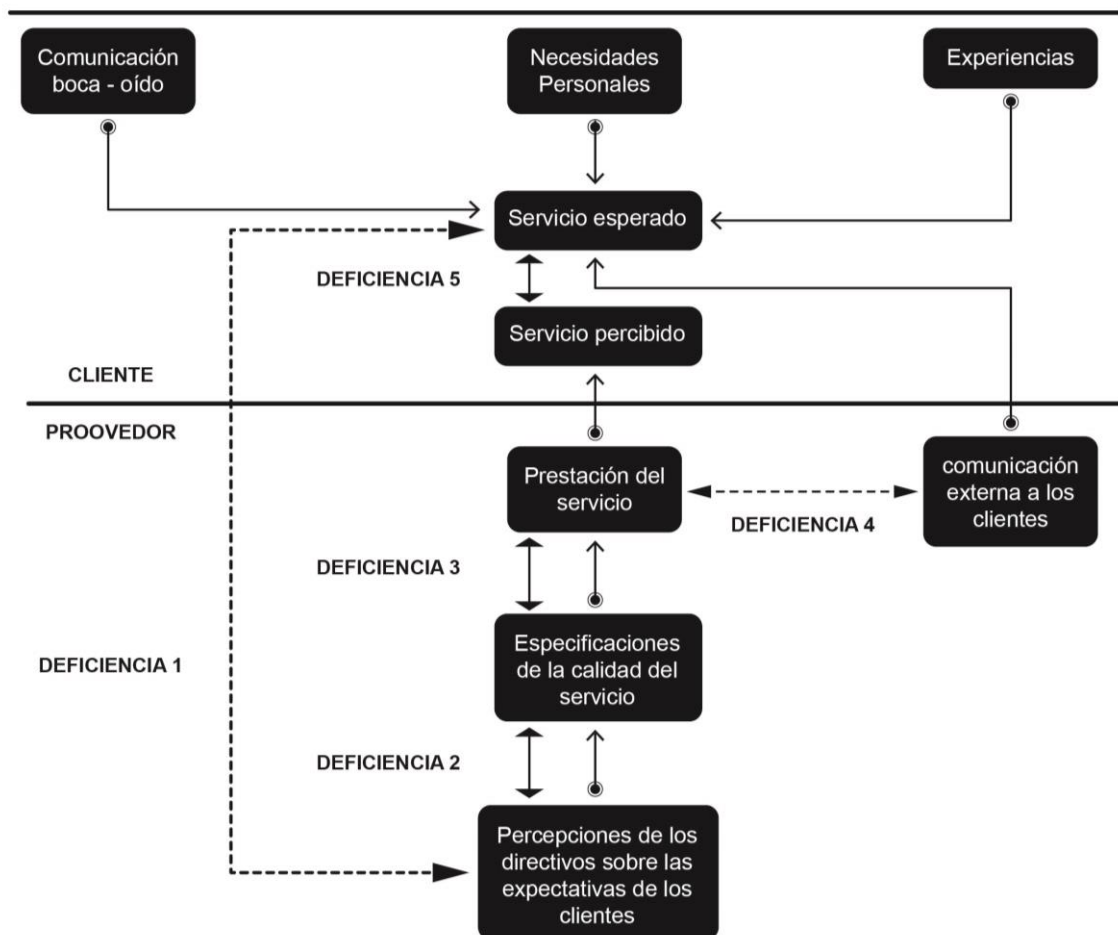 Comunicación
boca - oído
Necesidades
Personales
Experiencias
Servicio esperado
DEFICIENCIA 5
Servicio percibido
CLIENTE
PROOVEDOR
Prestación del
servicio
comunicación
externa a los
clientes
DEFICIENCIA 4
DEFICIENCIA 3
Especificaciones
de la calidad del
servicio
DEFICIENCIA 1
DEFICIENCIA 2
Percepciones de los
directivos sobre las
expectativas de los
clientes